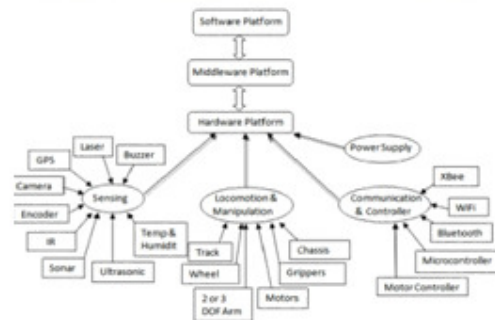 Software Platform
Middleware Platform
Hardware Platform
Power Supply
Laser
GPS
Buzzer
Camera
Sensing
Encoder
IR
Temp &
Humidit
Sonar
Ultrasonic
Locomotion &
Manipulation
Track
Wheel
Chassis
Grippers
2 or 3
DOF Arm
Motors
Communication
& Controller
XBee
WiFi
Bluetooth
Microcontroller
Motor Controller